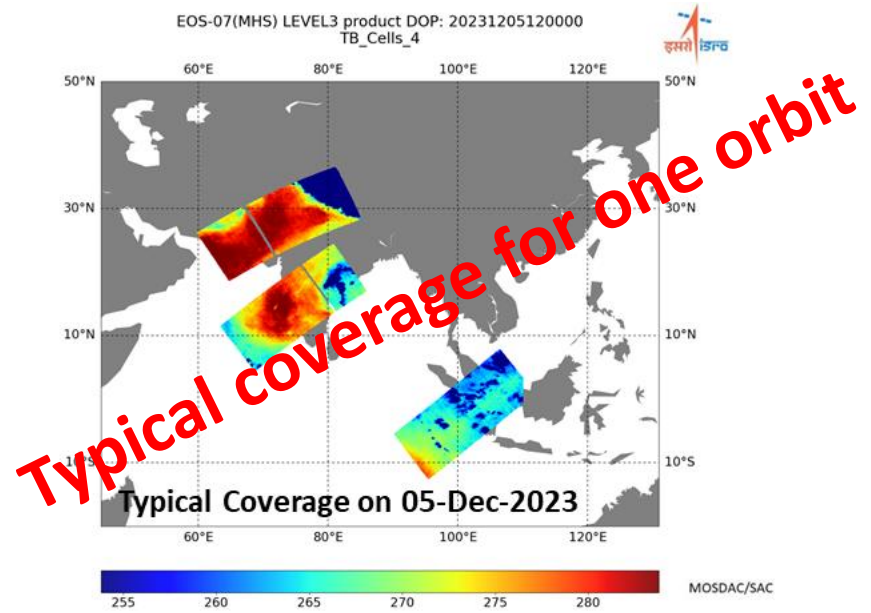 EOS-07(MHS) LEVEL3 product DOP: 20231205120000
TB_Cells_4
इसरो isro
60°E 80°E 100°E 120°E
50°N 50°N
30°N 30°N
10°N 10°N
10°S 10°S
Typical coverage for one orbit
Typical Coverage on 05-Dec-2023
60°E 80°E 100°E 120°E
255 260 265 270 275 280
MOSDAC/SAC